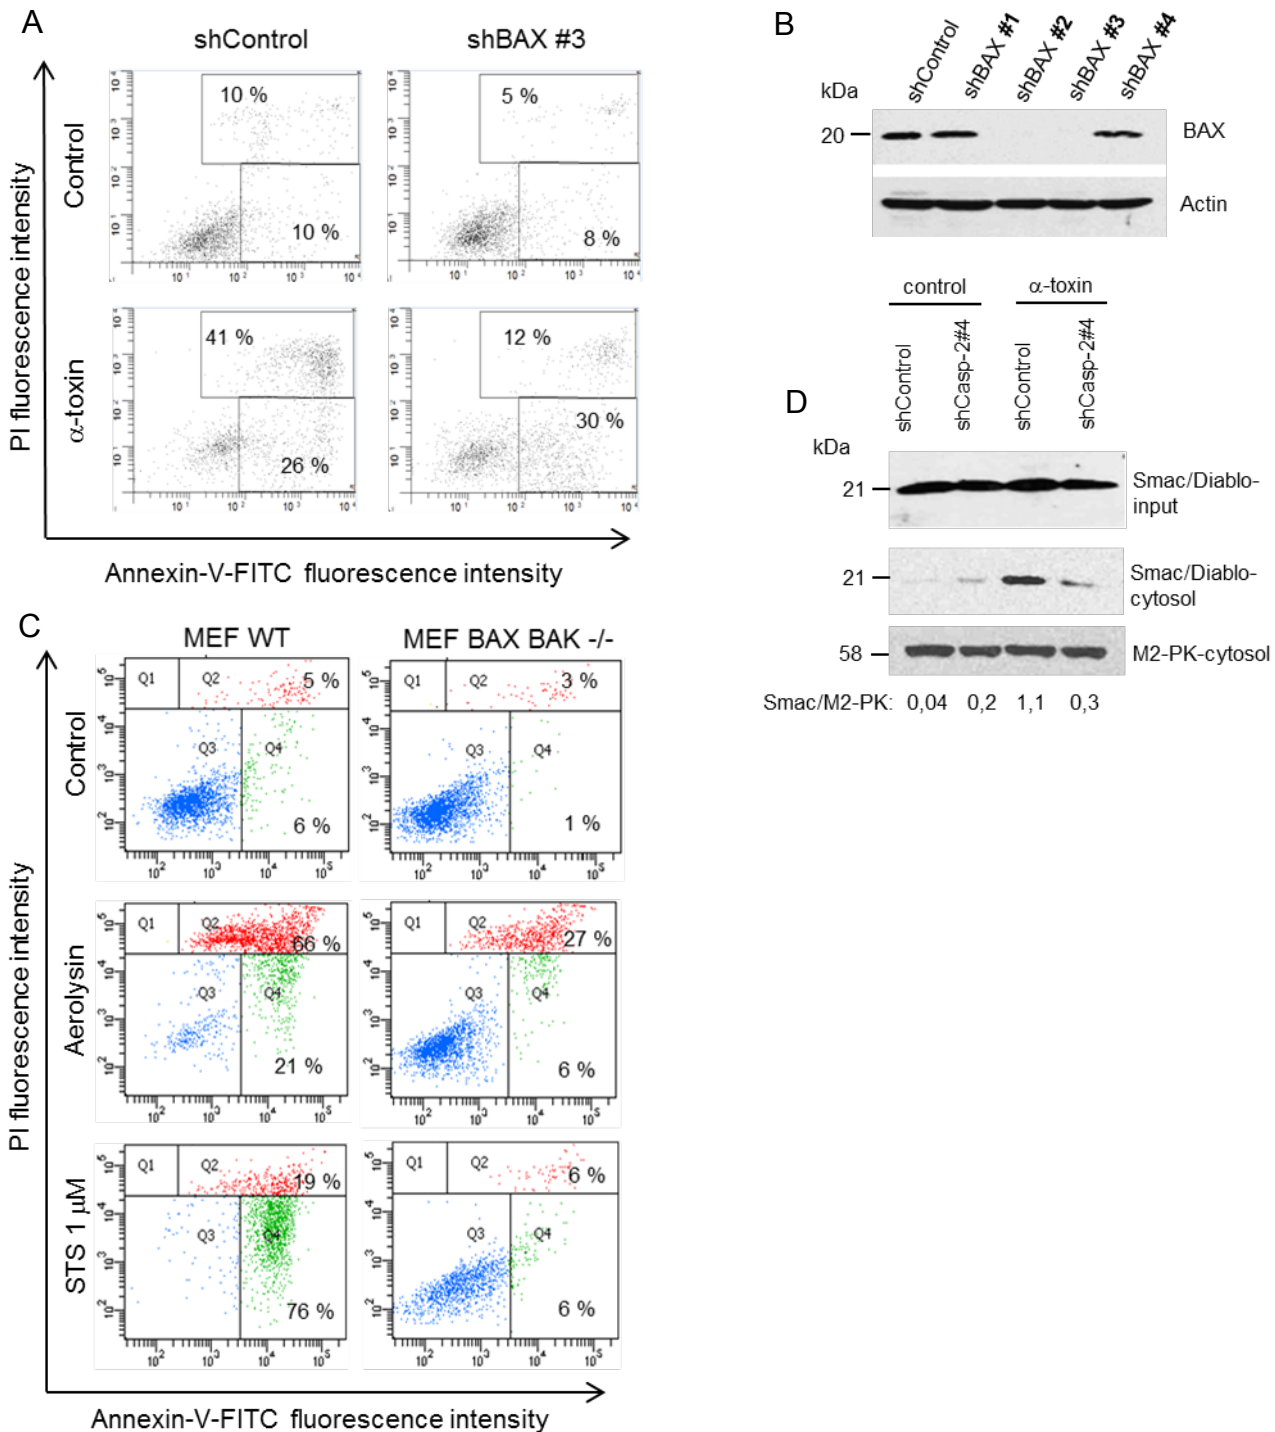 A
shControl
shBAX #3
PI fluorescence intensity
Control
10 %
10 %
5 %
8 %
α-toxin
41 %
26 %
12 %
30 %
Annexin-V-FITC fluorescence intensity
B
kDa
shControl
shBAX #1
shBAX #2
shBAX #3
shBAX #4
20
BAX
Actin
control
α-toxin
shControl
shCasp-2#4
shControl
shCasp-2#4
D
kDa
21
Smac/Diablo-
input
21
Smac/Diablo-
cytosol
58
M2-PK-cytosol
Smac/M2-PK: 0,04 0,2 1,1 0,3
C
MEF WT
MEF BAX BAK -/-
PI fluorescence intensity
Control
Q1 Q2 5 %
Q3 Q4
6 %
Q1 Q2 3 %
Q3 Q4
1 %
Aerolysin
Q1 Q2
66 %
Q3 Q4
21 %
Q1 Q2
27 %
Q3 Q4
6 %
STS 1 μM
Q1 Q2
19 %
Q3 Q4
76 %
Q1 Q2
6 %
Q3 Q4
6 %
Annexin-V-FITC fluorescence intensity